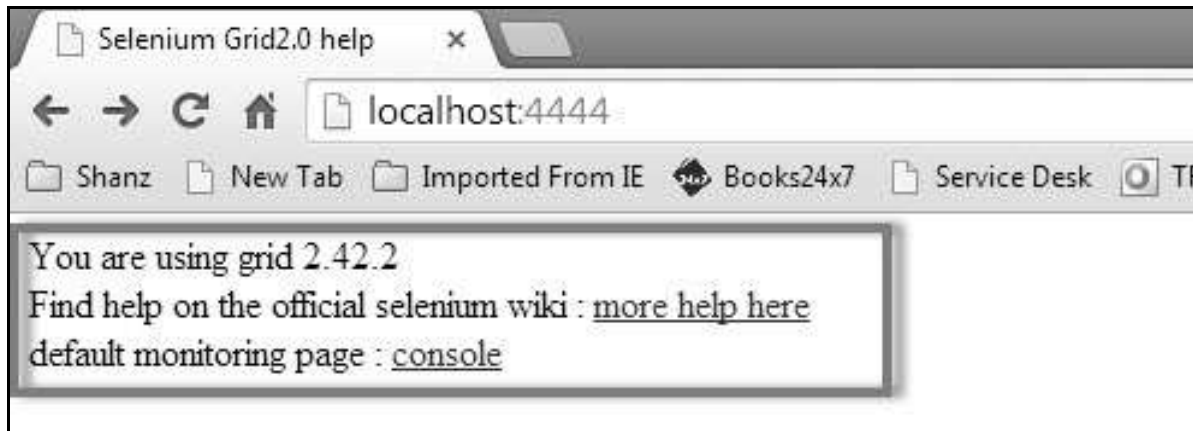 Selenium Grid2.0 help
localhost:4444
Shanz New Tab Imported From IE Books24x7 Service Desk
You are using grid 2.42.2
Find help on the official selenium wiki : more help here
default monitoring page : console